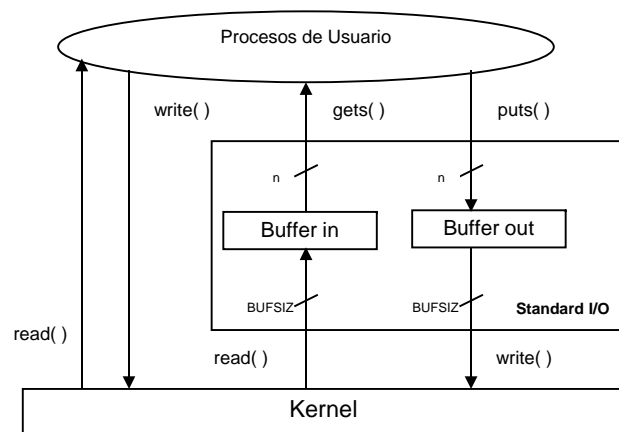 Procesos de Usuario
write( )
gets( )
puts( )
n
n
Buffer in
Buffer out
BUFSIZ
BUFSIZ
Standard I/O
read( )
read( )
write( )
Kernel